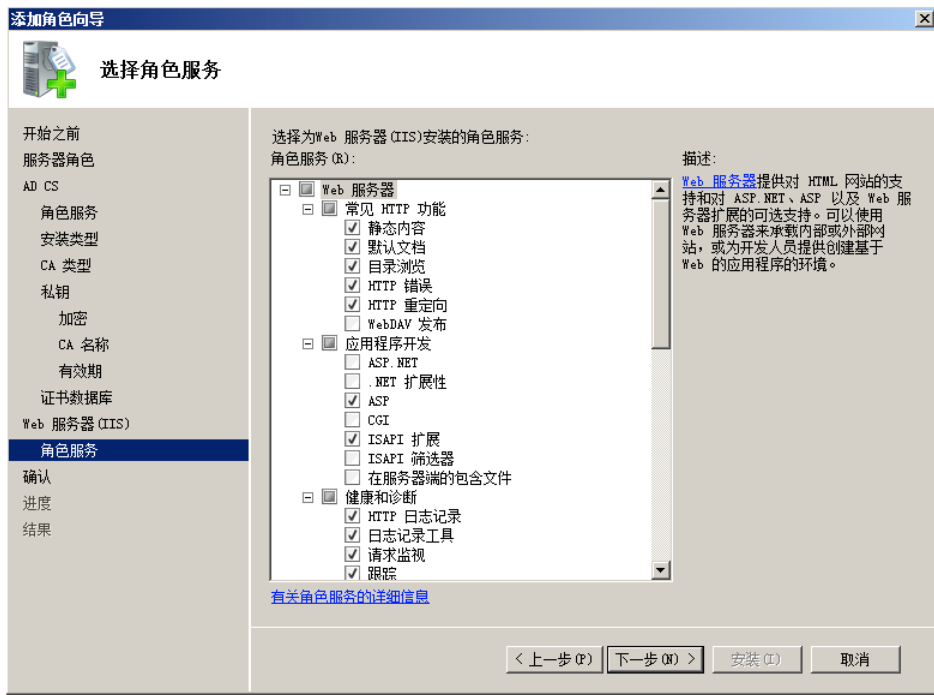 添加角色向导
选择角色服务
开始之前
服务器角色
AD CS
角色服务
安装类型
CA 类型
私钥
加密
CA 名称
有效期
证书数据库
Web 服务器(IIS)
角色服务
确认
进度
结果
选择为Web 服务器(IIS)安装的角色服务:
角色服务(R):
Web 服务器
常见 HTTP 功能
静态内容
默认文档
目录浏览
HTTP 错误
HTTP 重定向
WebDAV 发布
应用程序开发
ASP.NET
.NET 扩展性
ASP
CGI
ISAPI 扩展
ISAPI 筛选器
在服务器端的包含文件
健康和诊断
HTTP 日志记录
日志记录工具
请求监视
跟踪
有关角色服务的详细信息
描述:
Web 服务器提供对 HTML 网站的支
持和对 ASP.NET、ASP 以及 Web 服
务器扩展的可选支持。可以使用
Web 服务器来承载内部或外部网
站，或为开发人员提供创建基于
Web 的应用程序的环境。
< 上一步(P)
下一步(N) >
安装(I)
取消